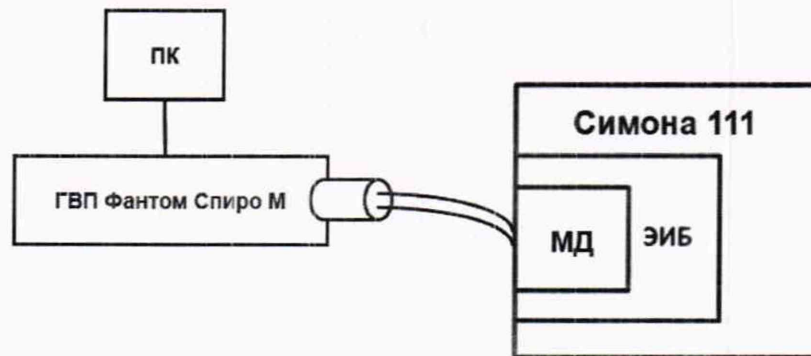 ПК
Симона 111
ГВП Фантом Спиро М
МД
ЭИБ